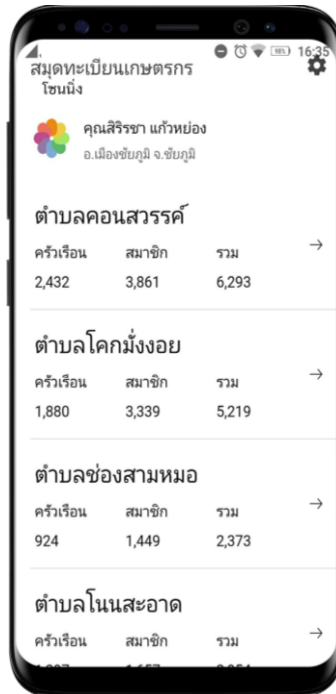 16:35
สมุดทะเบียนเกษตรกร
โซนนิ่ง
คุณสิริรชา แก้วหย่อง
อ.เมืองชัยภูมิ จ.ชัยภูมิ
ตำบลคอนสวรรค์
ครัวเรือน สมาชิก รวม
2,432 3,861 6,293
ตำบลโคกมั่งงอย
ครัวเรือน สมาชิก รวม
1,880 3,339 5,219
ตำบลช่องสามหมอ
ครัวเรือน สมาชิก รวม
924 1,449 2,373
ตำบลโนนสะอาด
ครัวเรือน สมาชิก รวม